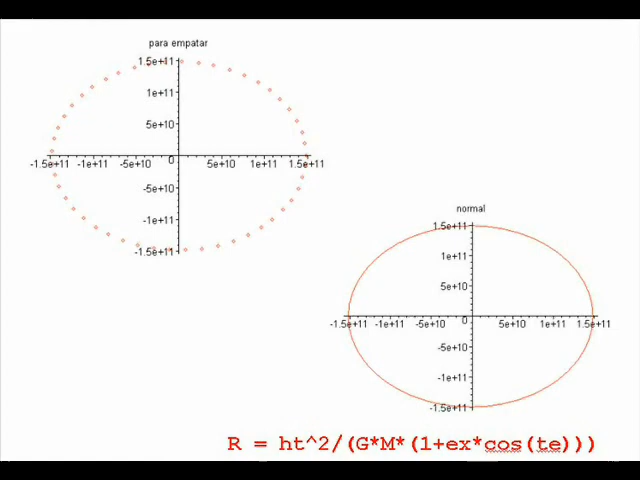 para empatar
1.5e+11
1e+11
5e+10
-1.5e+11 -1e+11 -5e+10 0 5e+10 1e+11 1.5e+11
-5e+10
-1e+11
-1.5e+11
normal
1.5e+11
1e+11
5e+10
-1.5e+11 -1e+11 -5e+10 0 5e+10 1e+11 1.5e+11
-5e+10
-1e+11
-1.5e+11
R = ht^2/(G*M*(1+ex*cos(te)))